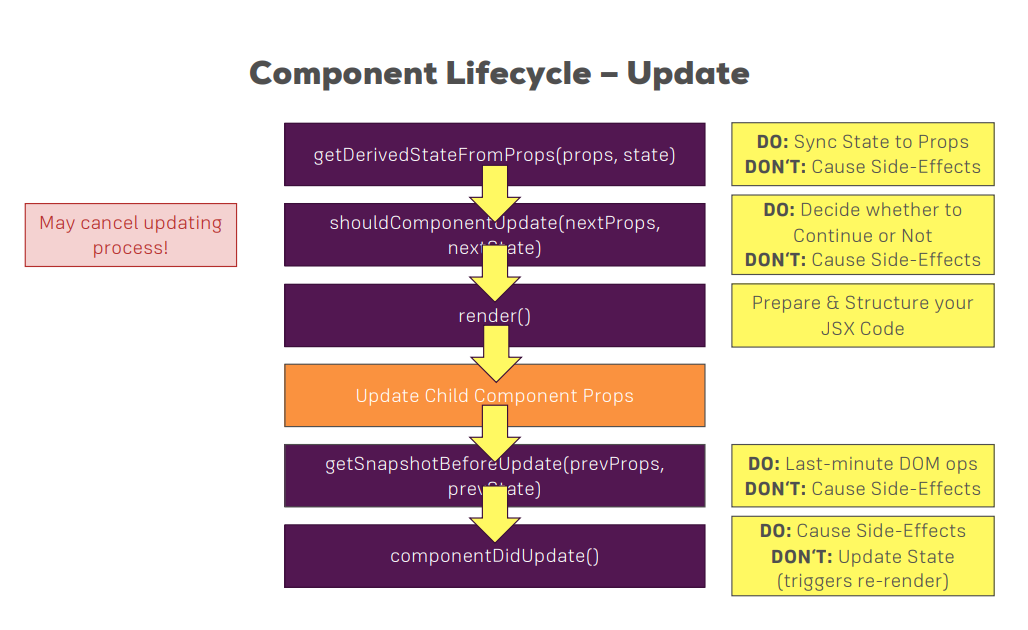 Component Lifecycle – Update
getDerivedStateFromProps(props, state)
DO: Sync State to Props
DON'T: Cause Side-Effects
May cancel updating
process!
shouldComponentUpdate(nextProps,
nextState)
DO: Decide whether to
Continue or Not
DON'T: Cause Side-Effects
render()
Prepare & Structure your
JSX Code
Update Child Component Props
getSnapshotBeforeUpdate(prevProps,
prevState)
DO: Last-minute DOM ops
DON'T: Cause Side-Effects
componentDidUpdate()
DO: Cause Side-Effects
DON'T: Update State
(triggers re-render)